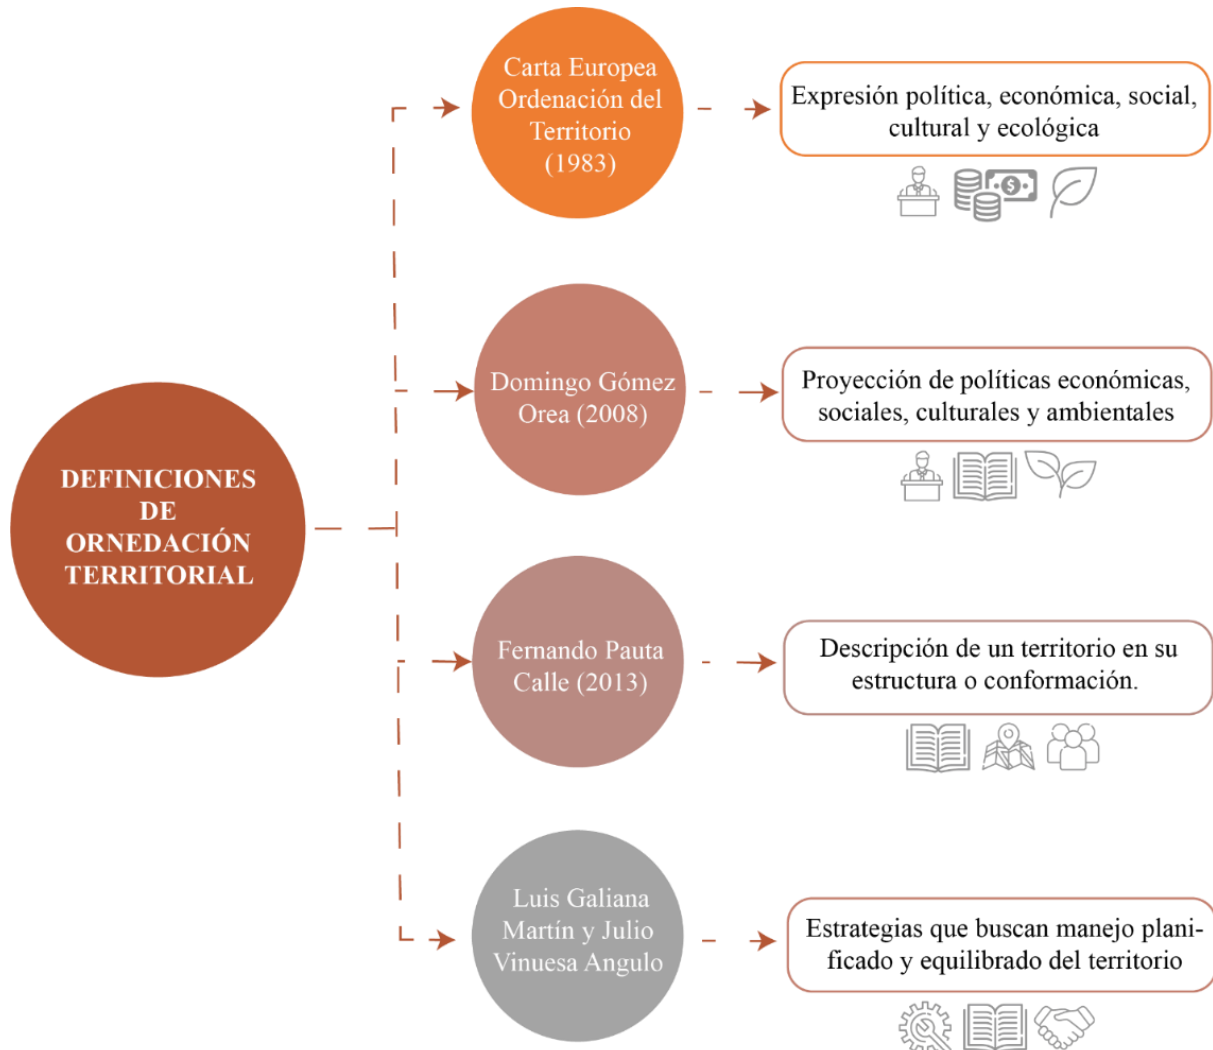 Carta Europea
Ordenación del
Territorio
(1983)
Expresión política, económica, social,
cultural y ecológica
Domingo Gómez
Orea (2008)
Proyección de políticas económicas,
sociales, culturales y ambientales
DEFINICIONES
DE
ORNEDACIÓN
TERRITORIAL
Fernando Pauta
Calle (2013)
Descripción de un territorio en su
estructura o conformación.
Luis Galiana
Martín y Julio
Vinuesa Angulo
Estrategias que buscan manejo plani-
ficado y equilibrado del territorio